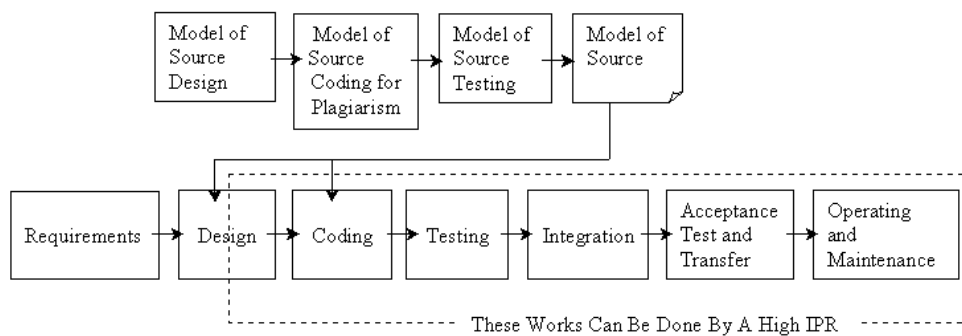 Model of
Source
Design
Model of
Source
Coding for
Plagiarism
Model of
Source
Testing
Model of
Source
Requirements
Design
Coding
Testing
Integration
Acceptance
Test and
Transfer
Operating
and
Maintenance
These Works Can Be Done By A High IPR